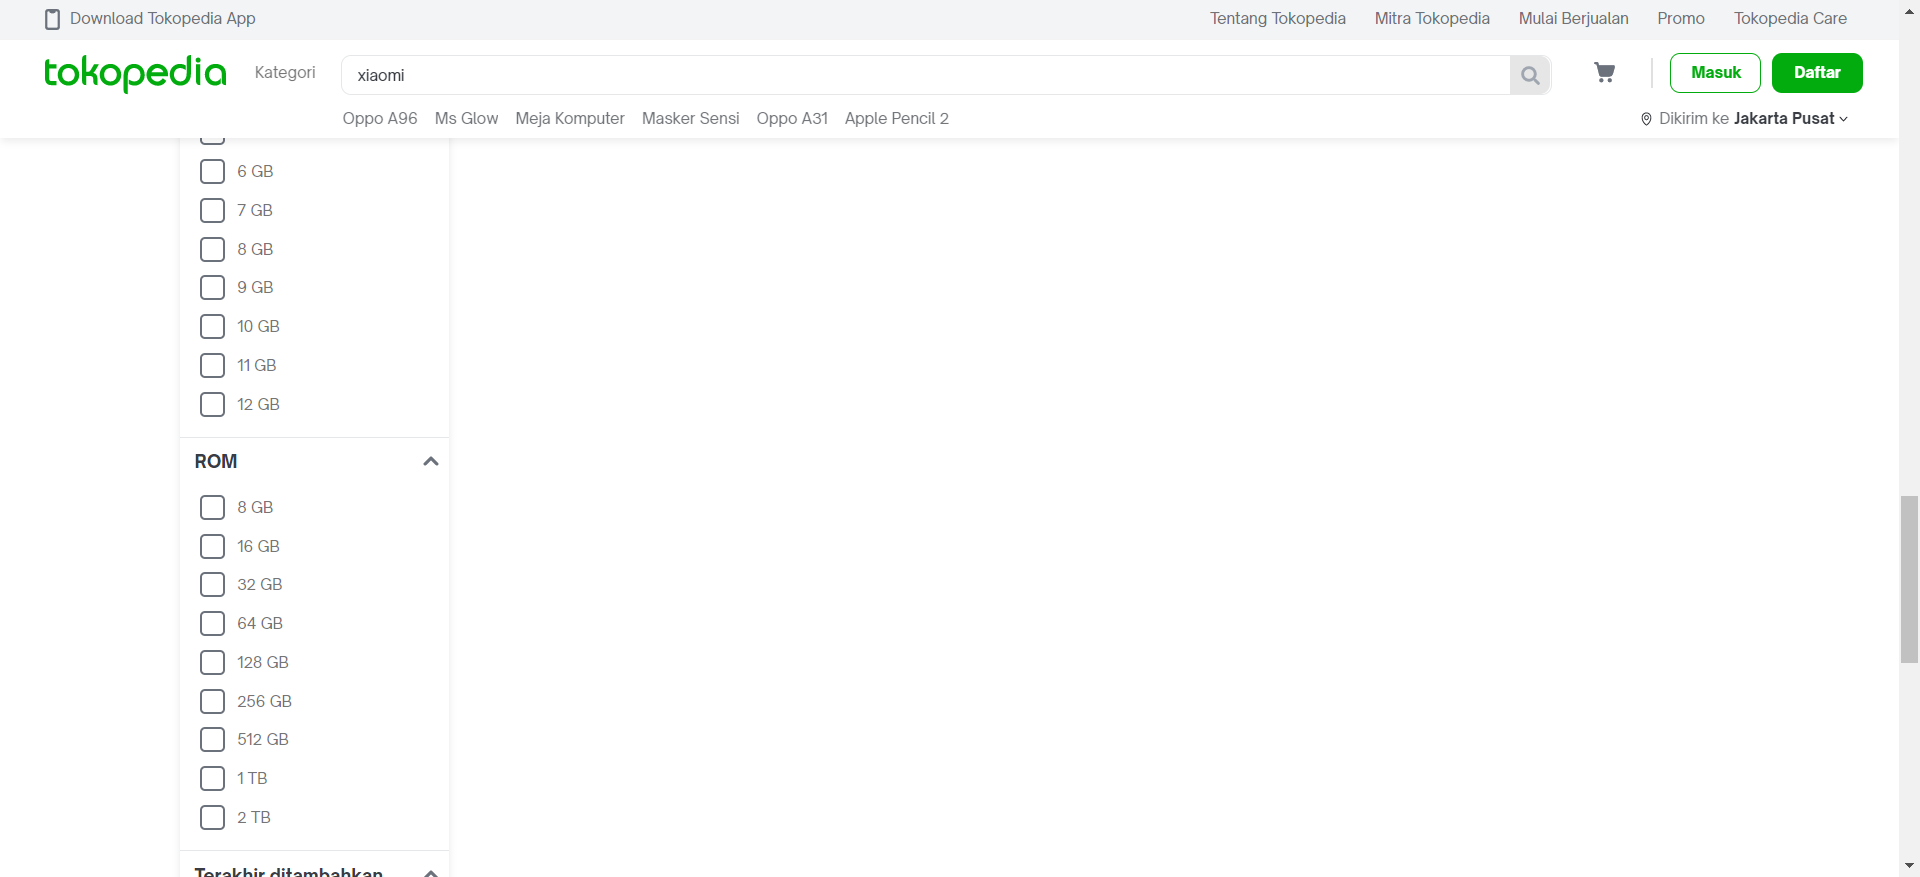 Download Tokopedia App
Tentang Tokopedia Mitra Tokopedia Mulai Berjualan Promo Tokopedia Care
tokopedia Kategori xiaomi Masuk Daftar
Oppo A96 Ms Glow Meja Komputer Masker Sensi Oppo A31 Apple Pencil 2
Dikirim ke Jakarta Pusat
6 GB
7 GB
8 GB
9 GB
10 GB
11 GB
12 GB
ROM
8 GB
16 GB
32 GB
64 GB
128 GB
256 GB
512 GB
1 TB
2 TB
Terakhir ditambahkan